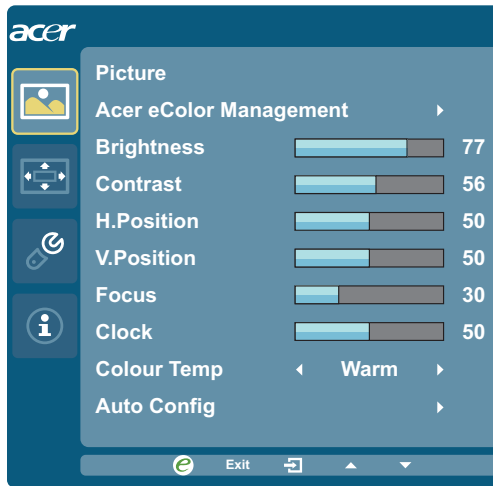 acer
Picture
Acer eColor Management
Brightness 77
Contrast 56
H.Position 50
V.Position 50
Focus 30
Clock 50
Colour Temp Warm
Auto Config
e Exit